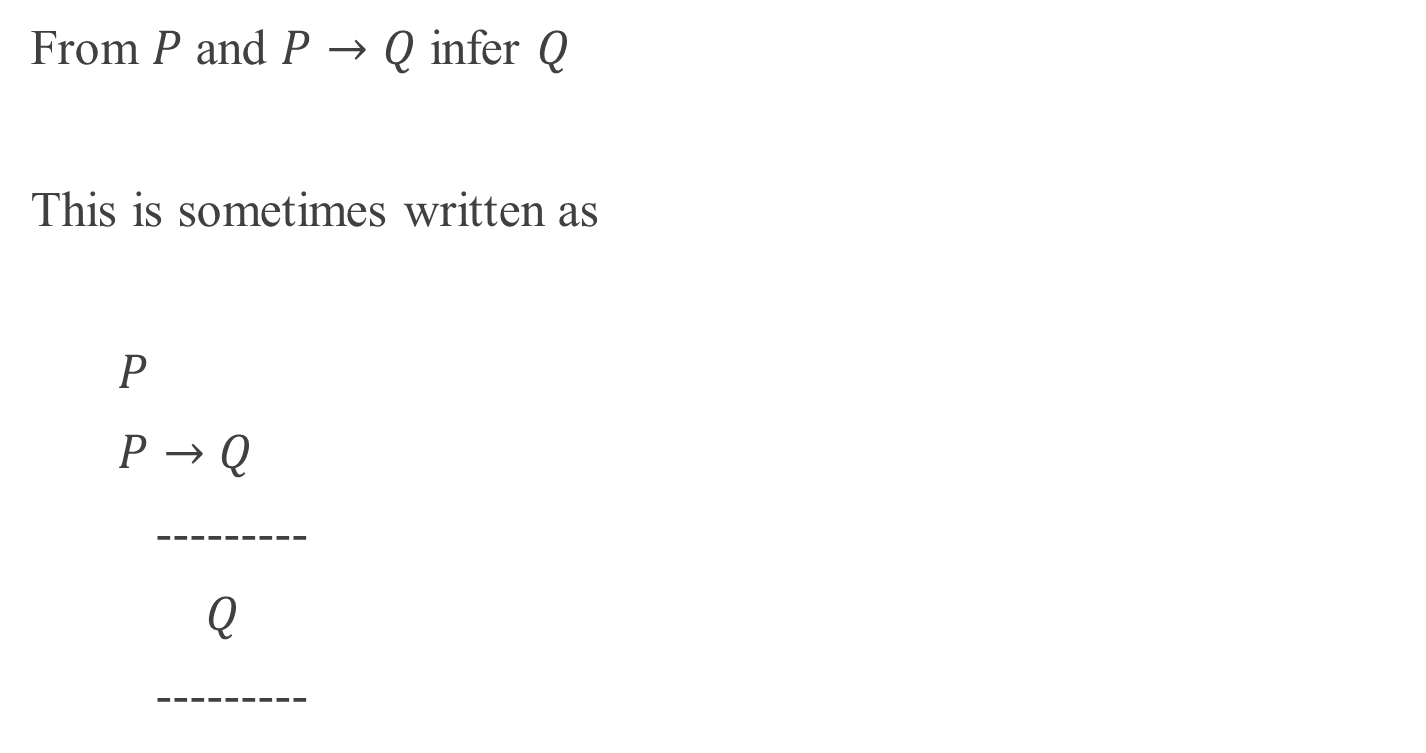 From P and P → Q infer Q
This is sometimes written as
P
P → Q
---------
Q
---------